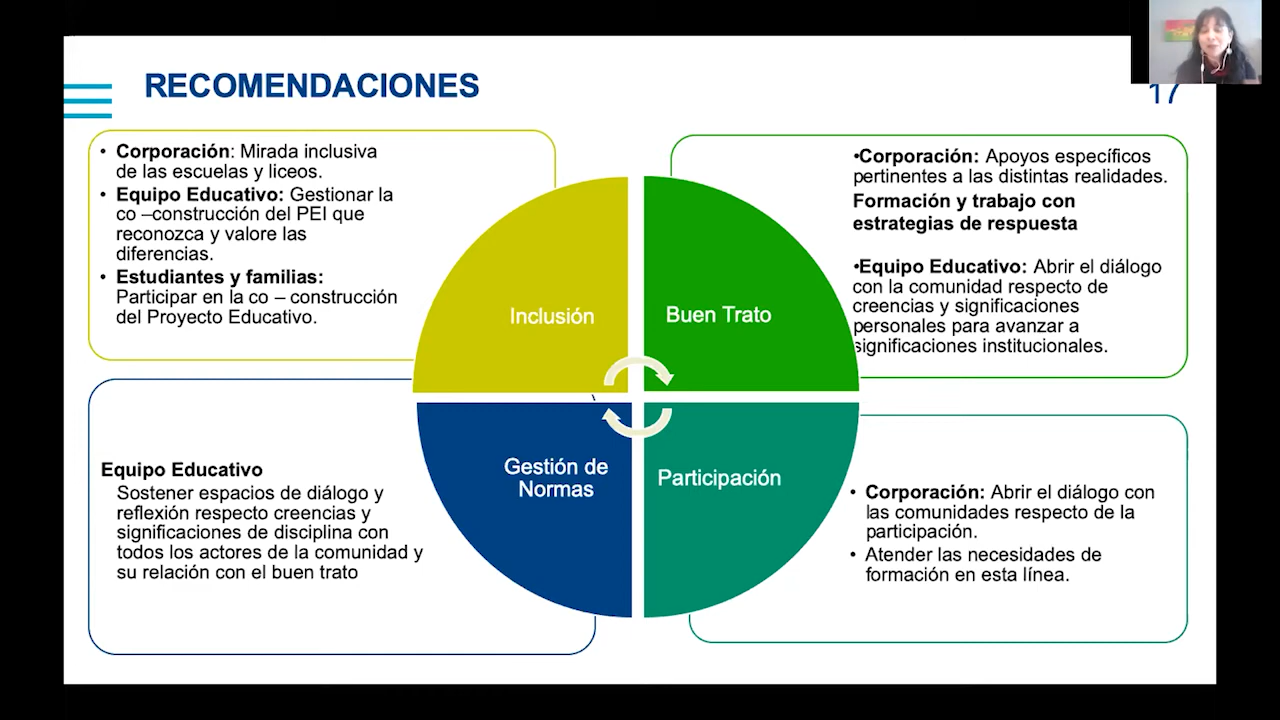 RECOMENDACIONES
17
• Corporación: Mirada inclusiva
de las escuelas y liceos.
• Equipo Educativo: Gestionar la
co –construcción del PEI que
reconozca y valore las
diferencias.
• Estudiantes y familias:
Participar en la co – construcción
del Proyecto Educativo.
•Corporación: Apoyos específicos
pertinentes a las distintas realidades.
Formación y trabajo con
estrategias de respuesta
•Equipo Educativo: Abrir el diálogo
con la comunidad respecto de
creencias y significaciones
personales para avanzar a
significaciones institucionales.
Inclusión
Buen Trato
Gestión de
Normas
Participación
Equipo Educativo
Sostener espacios de diálogo y
reflexión respecto creencias y
significaciones de disciplina con
todos los actores de la comunidad y
su relación con el buen trato
• Corporación: Abrir el diálogo con
las comunidades respecto de la
participación.
• Atender las necesidades de
formación en esta línea.